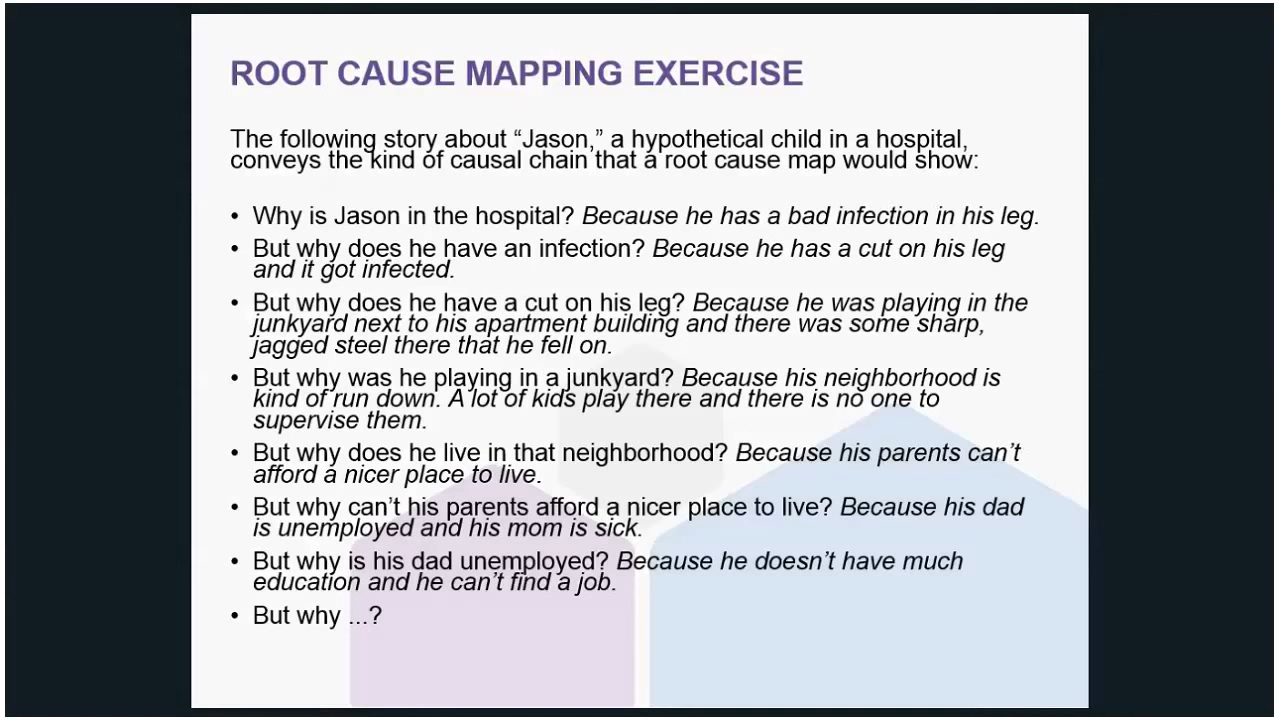 ROOT CAUSE MAPPING EXERCISE
The following story about “Jason,” a hypothetical child in a hospital,
conveys the kind of causal chain that a root cause map would show:
• Why is Jason in the hospital? Because he has a bad infection in his leg.
• But why does he have an infection? Because he has a cut on his leg
and it got infected.
• But why does he have a cut on his leg? Because he was playing in the
junkyard next to his apartment building and there was some sharp,
jagged steel there that he fell on.
• But why was he playing in a junkyard? Because his neighborhood is
kind of run down. A lot of kids play there and there is no one to
supervise them.
• But why does he live in that neighborhood? Because his parents can’t
afford a nicer place to live.
• But why can’t his parents afford a nicer place to live? Because his dad
is unemployed and his mom is sick.
• But why is his dad unemployed? Because he doesn’t have much
education and he can’t find a job.
• But why ...?